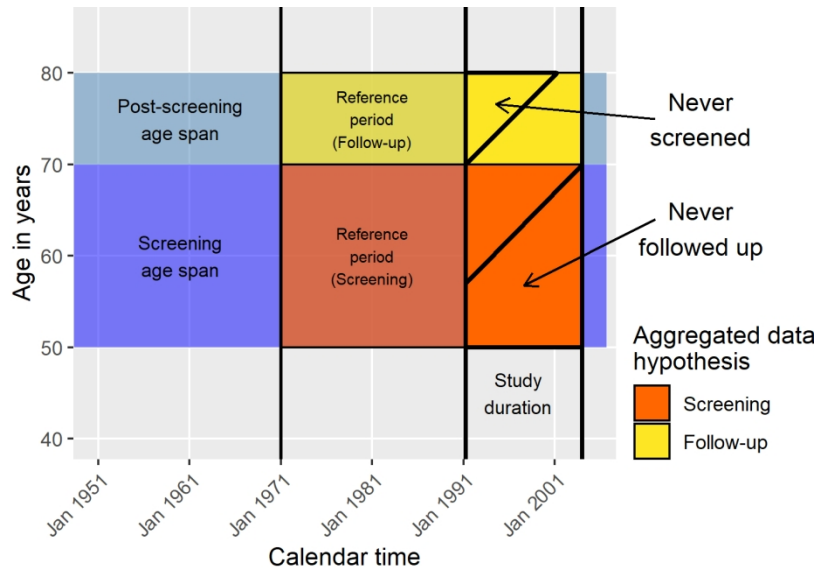 80
70
60
50
40
Age in years
Post-screening
age span
Screening
age span
Reference
period
(Follow-up)
Reference
period
(Screening)
Study
duration
Never
screened
Never
followed up
Aggregated data
hypothesis
Screening
Follow-up
Jan 1951
Jan 1961
Jan 1971
Jan 1981
Jan 1991
Jan 2001
Calendar time